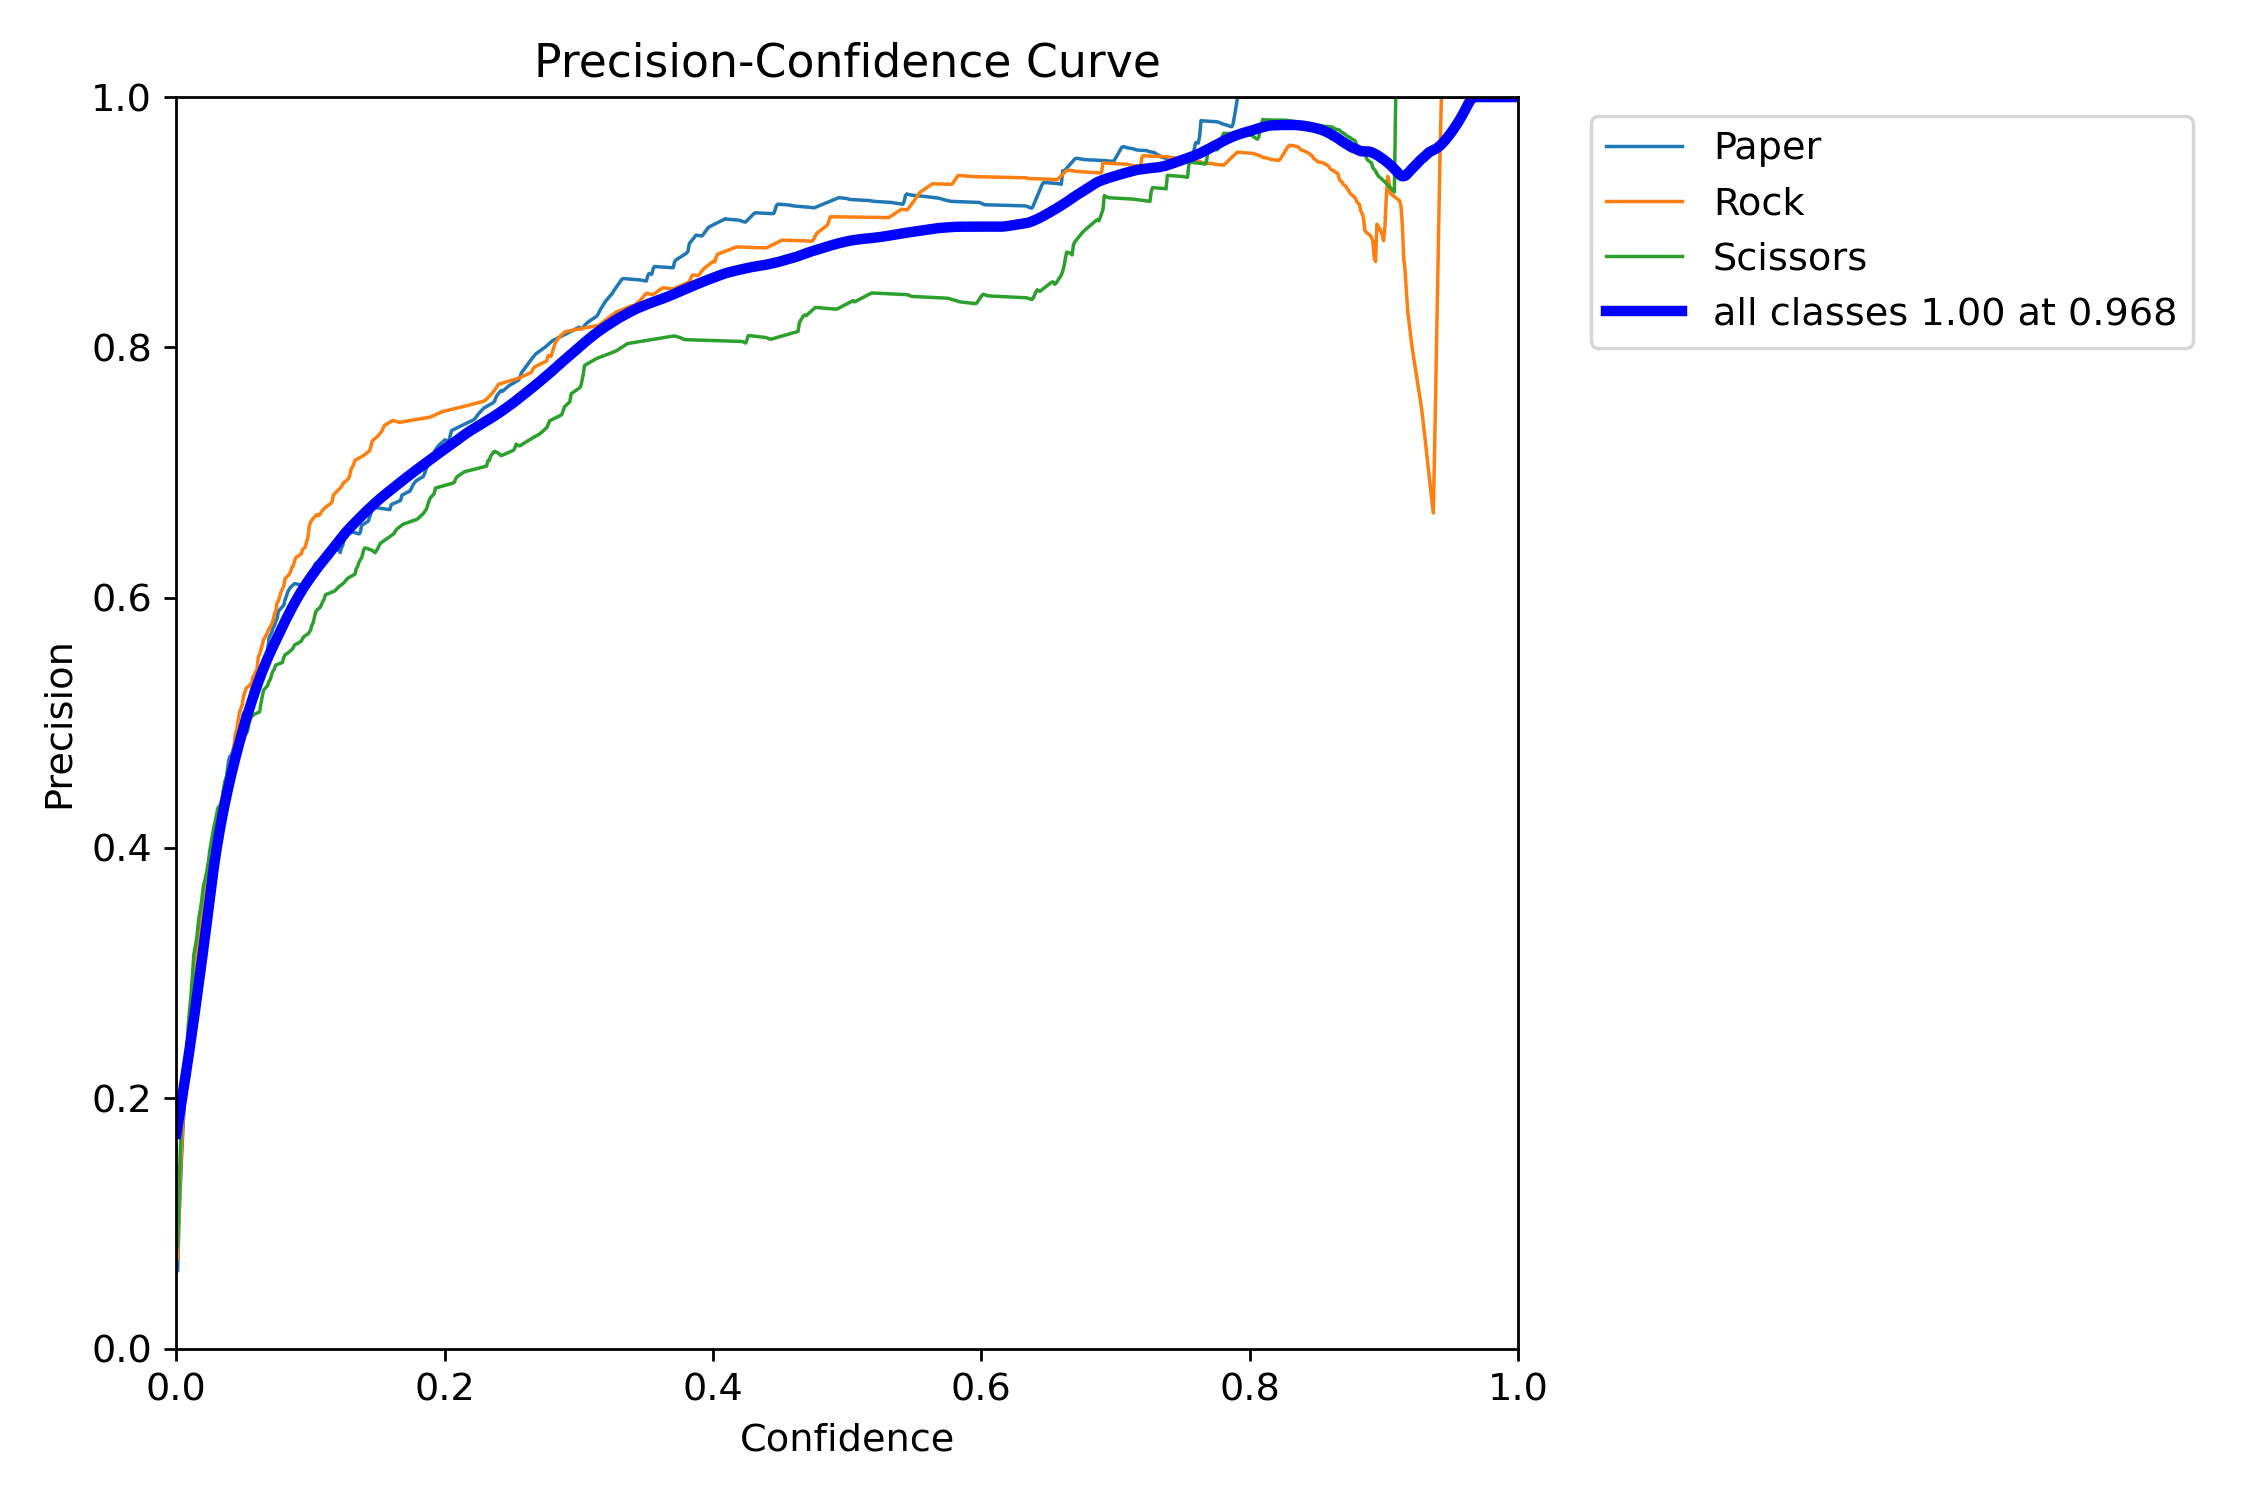 Precision-Confidence Curve
Precision
1.0
0.8
0.6
0.4
0.2
0.0
0.0 0.2 0.4 0.6 0.8 1.0
Confidence
Paper
Rock
Scissors
all classes 1.00 at 0.968